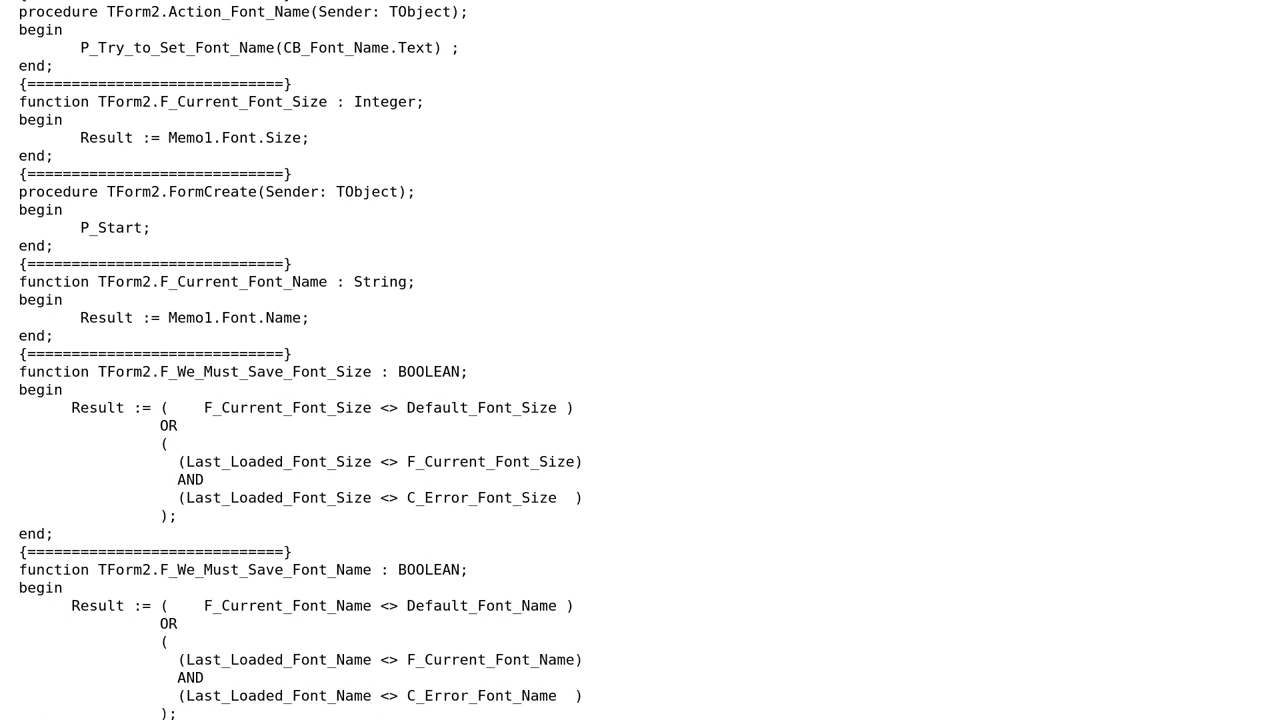 procedure TForm2.Action_Font_Name(Sender: TObject);
begin
       P_Try_to_Set_Font_Name(CB_Font_Name.Text) ;
end;
{=============================}
function TForm2.F_Current_Font_Size : Integer;
begin
       Result := Memo1.Font.Size;
end;
{=============================}
procedure TForm2.FormCreate(Sender: TObject);
begin
       P_Start;
end;
{=============================}
function TForm2.F_Current_Font_Name : String;
begin
       Result := Memo1.Font.Name;
end;
{=============================}
function TForm2.F_We_Must_Save_Font_Size : BOOLEAN;
begin
      Result := (    F_Current_Font_Size <> Default_Font_Size )
                OR
                (
                  (Last_Loaded_Font_Size <> F_Current_Font_Size)
                  AND
                  (Last_Loaded_Font_Size <> C_Error_Font_Size  )
                );
end;
{=============================}
function TForm2.F_We_Must_Save_Font_Name : BOOLEAN;
begin
      Result := (    F_Current_Font_Name <> Default_Font_Name )
                OR
                (
                  (Last_Loaded_Font_Name <> F_Current_Font_Name)
                  AND
                  (Last_Loaded_Font_Name <> C_Error_Font_Name  )
                );